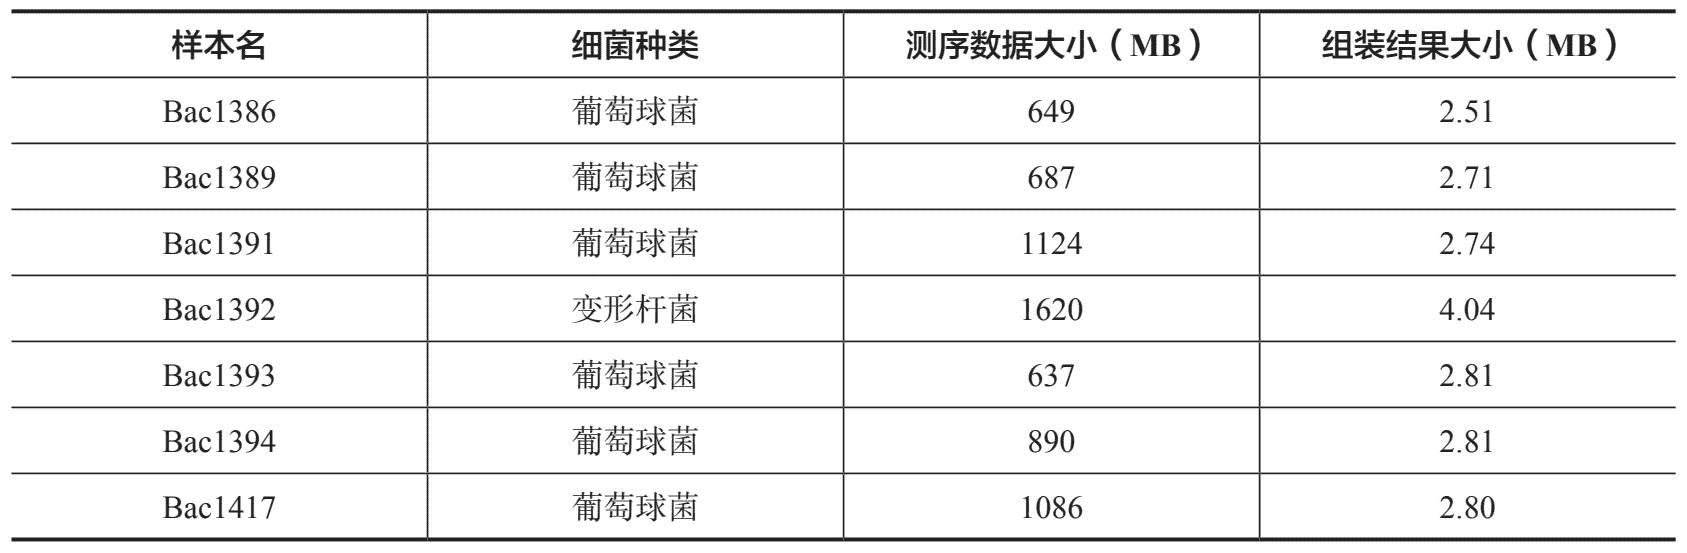 样本名 细菌种类 测序数据大小（MB） 组装结果大小（MB）
Bac1386 葡萄球菌 649 2.51
Bac1389 葡萄球菌 687 2.71
Bac1391 葡萄球菌 1124 2.74
Bac1392 变形杆菌 1620 4.04
Bac1393 葡萄球菌 637 2.81
Bac1394 葡萄球菌 890 2.81
Bac1417 葡萄球菌 1086 2.80